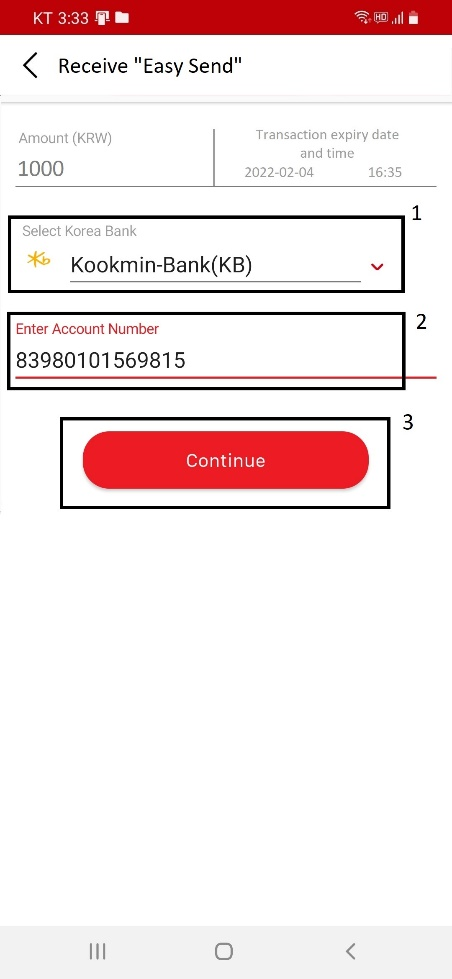 KT 3:33
Receive "Easy Send"
Amount (KRW)
1000
Transaction expiry date
and time
2022-02-04 16:35
1
Select Korea Bank
Kookmin-Bank(KB)
2
Enter Account Number
83980101569815
3
Continue